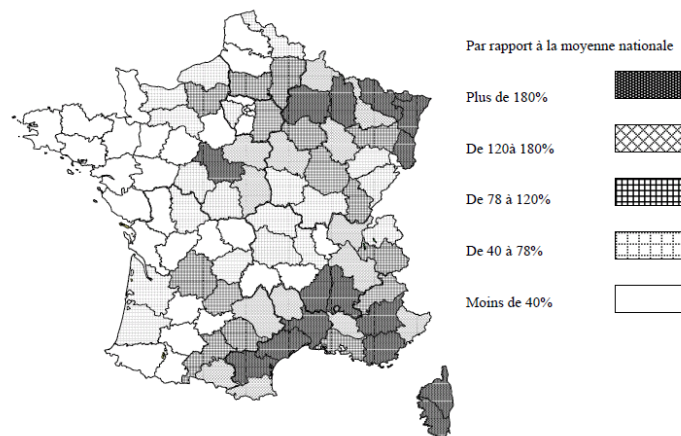 Par rapport à la moyenne nationale
Plus de 180%
De 120à 180%
De 78 à 120%
De 40 à 78%
Moins de 40%